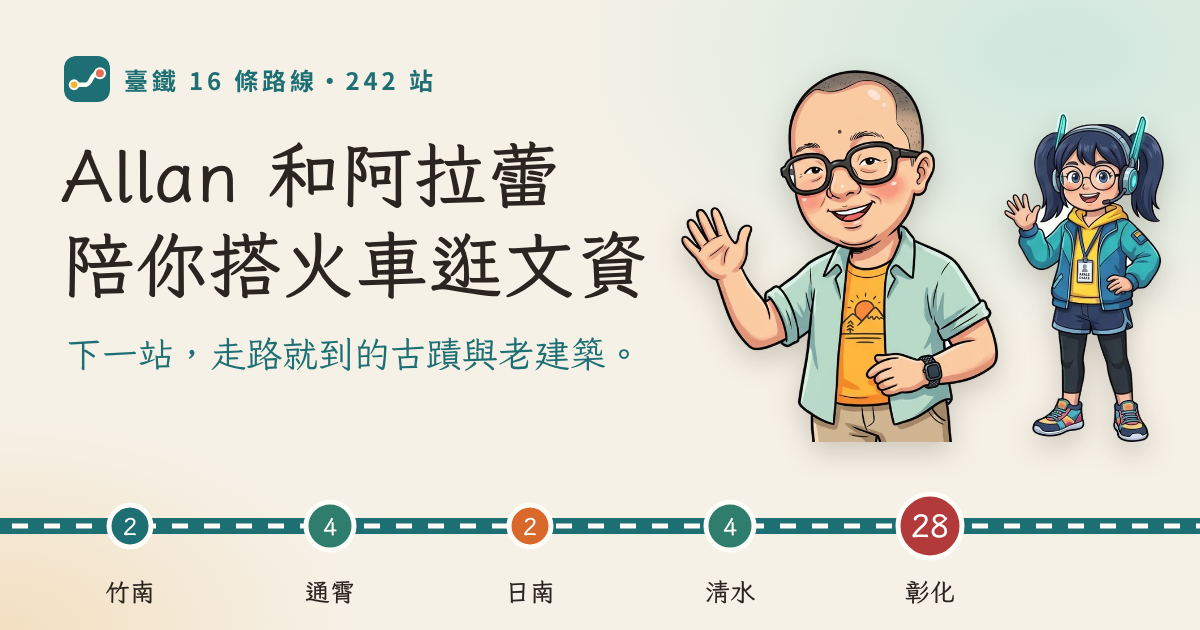 臺鐵 16 條路線・242 站
Allan 和阿拉蕾
陪你搭火車逛文資
下一站，走路就到的古蹟與老建築。
2 4 2 4 28
竹南 通霄 日南 清水 彰化